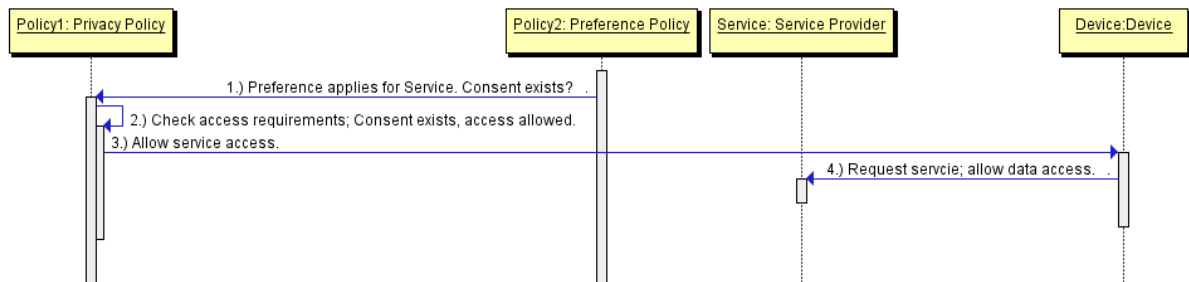 Policy1: Privacy Policy
Policy2: Preference Policy
Service: Service Provider
Device:Device
1.) Preference applies for Service. Consent exists? .
2.) Check access requirements; Consent exists, access allowed.
3.) Allow service access.
4.) Request servcie; allow data access. .